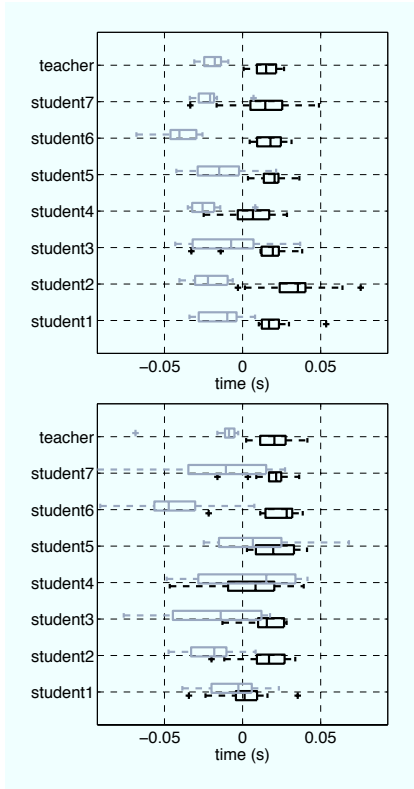 teacher
student7
student6
student5
student4
student3
student2
student1
−0.05 0 0.05
time (s)
teacher
student7
student6
student5
student4
student3
student2
student1
−0.05 0 0.05
time (s)